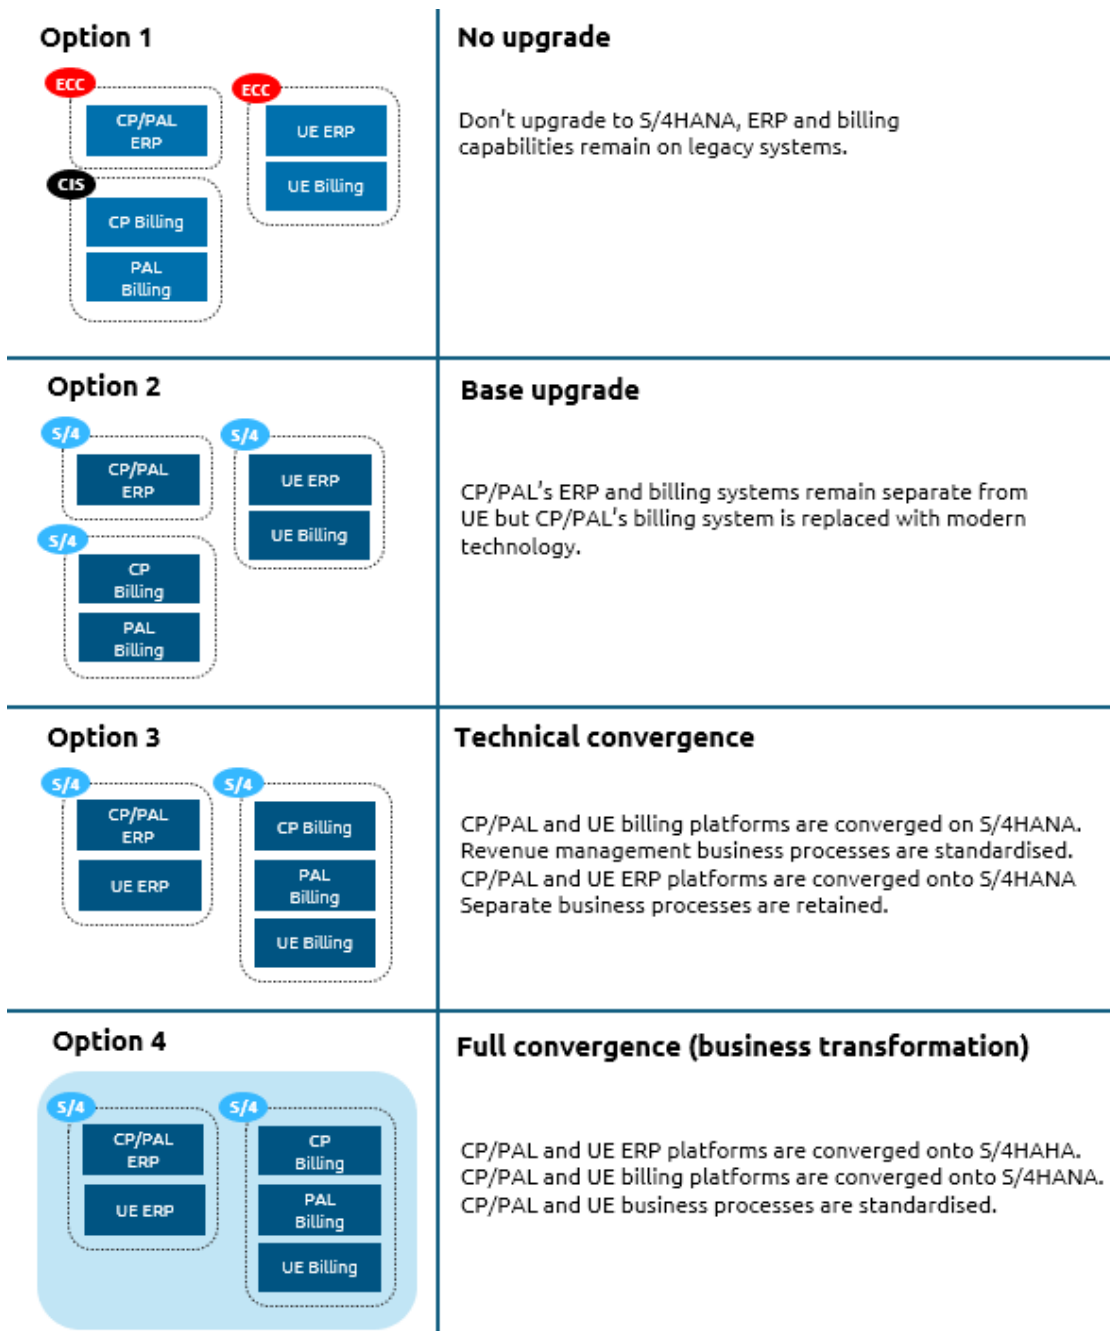 Option 1
ECC
CP/PAL
ERP
CIS
CP Billing
PAL
Billing
ECC
UE ERP
UE Billing
No upgrade
Don't upgrade to S/4HANA, ERP and billing
capabilities remain on legacy systems.
Option 2
S/4
CP/PAL
ERP
S/4
CP
Billing
PAL
Billing
S/4
UE ERP
UE Billing
Base upgrade
CP/PAL's ERP and billing systems remain separate from
UE but CP/PAL's billing system is replaced with modern
technology.
Option 3
S/4
CP/PAL
ERP
UE ERP
S/4
CP Billing
PAL
Billing
UE Billing
Technical convergence
CP/PAL and UE billing platforms are converged on S/4HANA.
Revenue management business processes are standardised.
CP/PAL and UE ERP platforms are converged onto S/4HANA
Separate business processes are retained.
Option 4
S/4
CP/PAL
ERP
UE ERP
S/4
CP
Billing
PAL
Billing
UE Billing
Full convergence (business transformation)
CP/PAL and UE ERP platforms are converged onto S/4HAHA.
CP/PAL and UE billing platforms are converged onto S/4HANA.
CP/PAL and UE business processes are standardised.